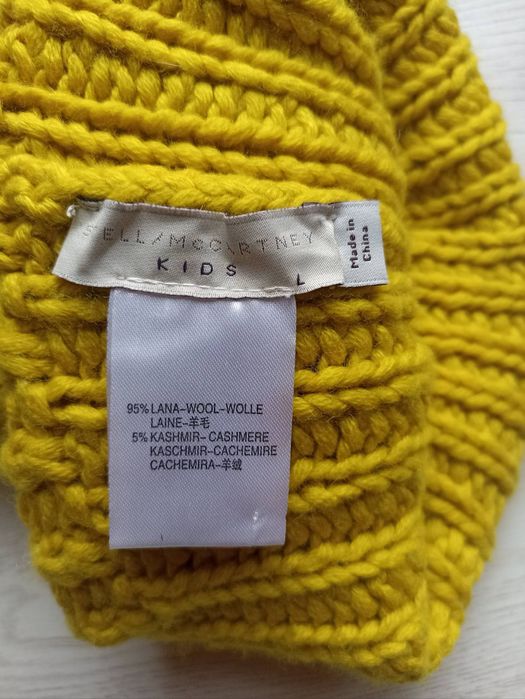 STELLA McCARTNEY
KIDS
L
Made in
China
95% LANA-WOOL-WOLLE
LAINE-羊毛
5% KASHMIR- CASHMERE
KASCHMIR-CACHEMIRE
CACHEMIRA-羊绒